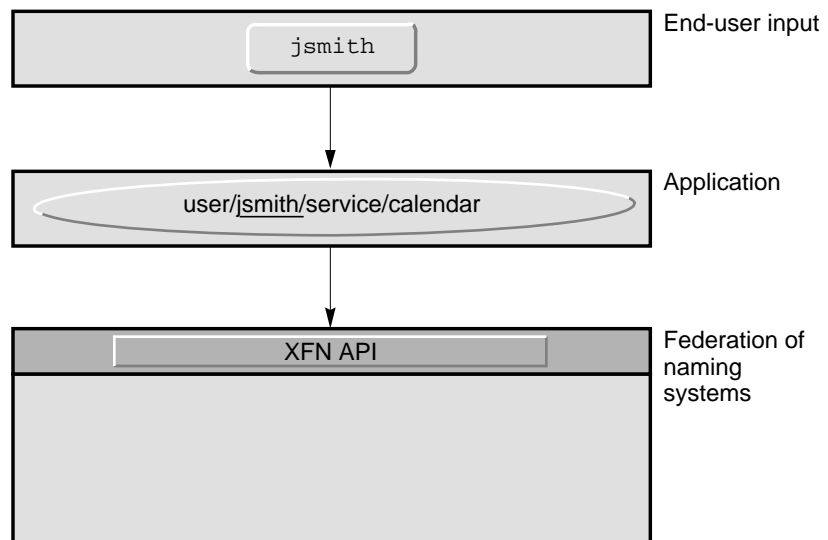 jsmith
End-user input
user/jsmith/service/calendar
Application
XFN API
Federation of
naming
systems